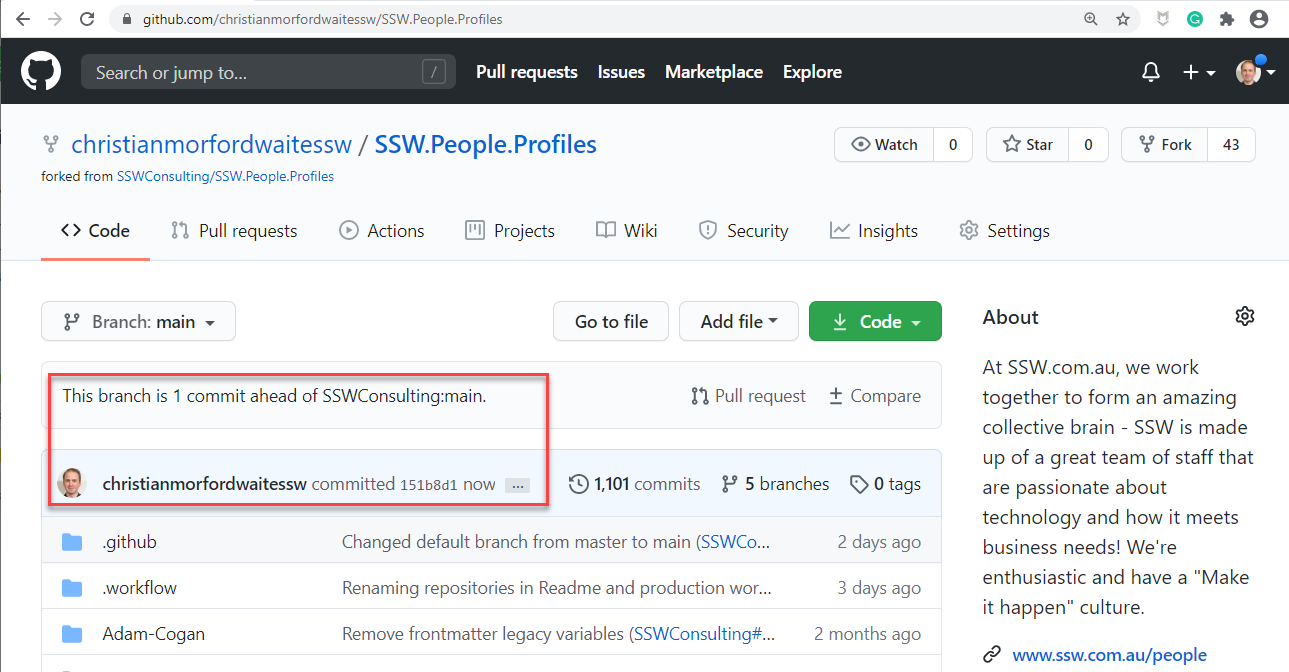 github.com/christianmorfordwaitessw/SSW.People.Profiles
Search or jump to... / Pull requests Issues Marketplace Explore
christianmorfordwaitessw / SSW.People.Profiles Watch 0 Star 0 Fork 43
forked from SSWConsulting/SSW.People.Profiles
Code Pull requests Actions Projects Wiki Security Insights Settings
Branch: main Go to file Add file Code
This branch is 1 commit ahead of SSWConsulting:main. Pull request Compare
christianmorfordwaitessw committed 151b8d1 now ... 1,101 commits 5 branches 0 tags
.github Changed default branch from master to main (SSWCo... 2 days ago
.workflow Renaming repositories in Readme and production wor... 3 days ago
Adam-Cogan Remove frontmatter legacy variables (SSWConsulting#... 2 months ago
About
At SSW.com.au, we work
together to form an amazing
collective brain - SSW is made
up of a great team of staff that
are passionate about
technology and how it meets
business needs! We're
enthusiastic and have a "Make
it happen" culture.
www.ssw.com.au/people